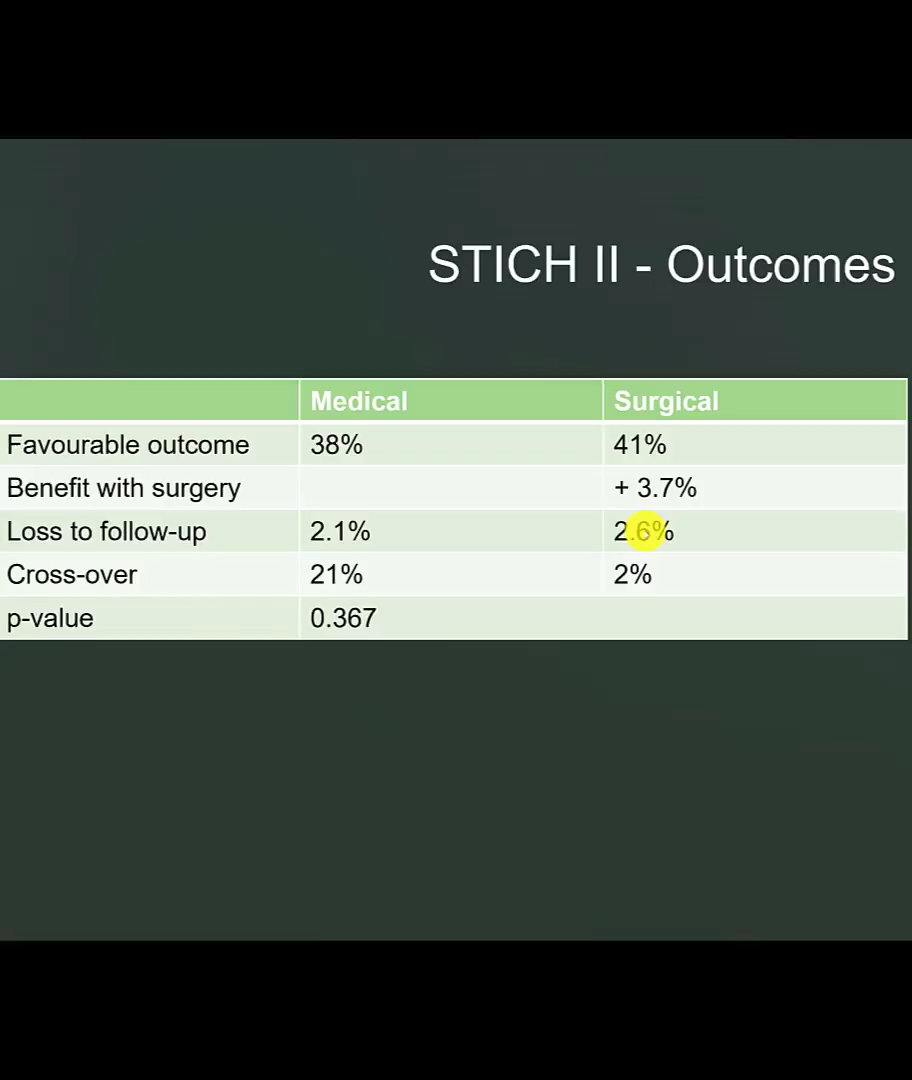 STICH II - Outcomes
Medical Surgical
Favourable outcome 38% 41%
Benefit with surgery + 3.7%
Loss to follow-up 2.1% 2.6%
Cross-over 21% 2%
p-value 0.367